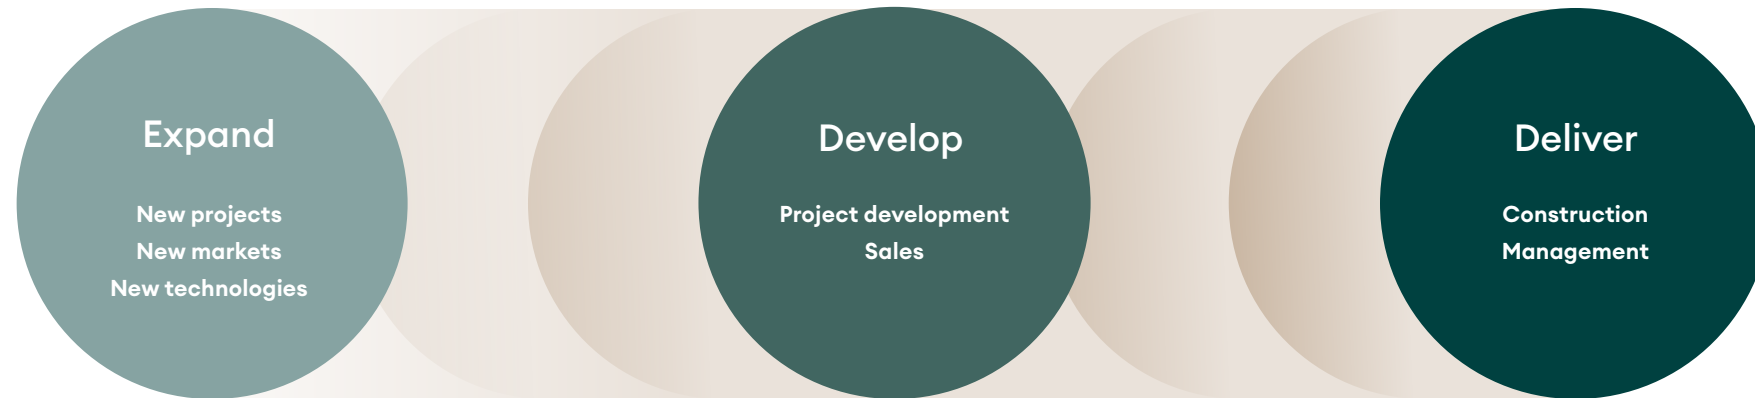 Expand
New projects
New markets
New technologies
Develop
Project development
Sales
Deliver
Construction
Management